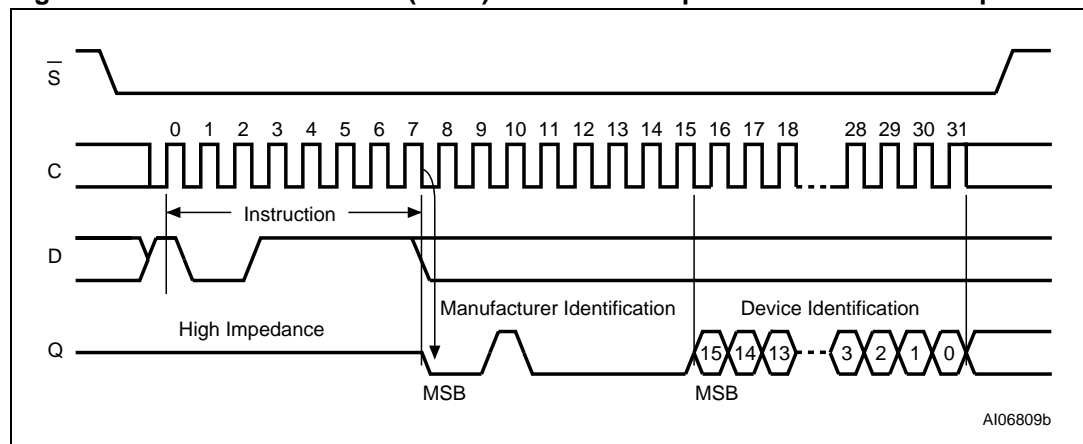 S
0 1 2 3 4 5 6 7 8 9 10 11 12 13 14 15 16 17 18 28 29 30 31
C
Instruction
D
Manufacturer Identification Device Identification
High Impedance
Q
15 14 13 3 2 1 0
MSB MSB
AI06809b